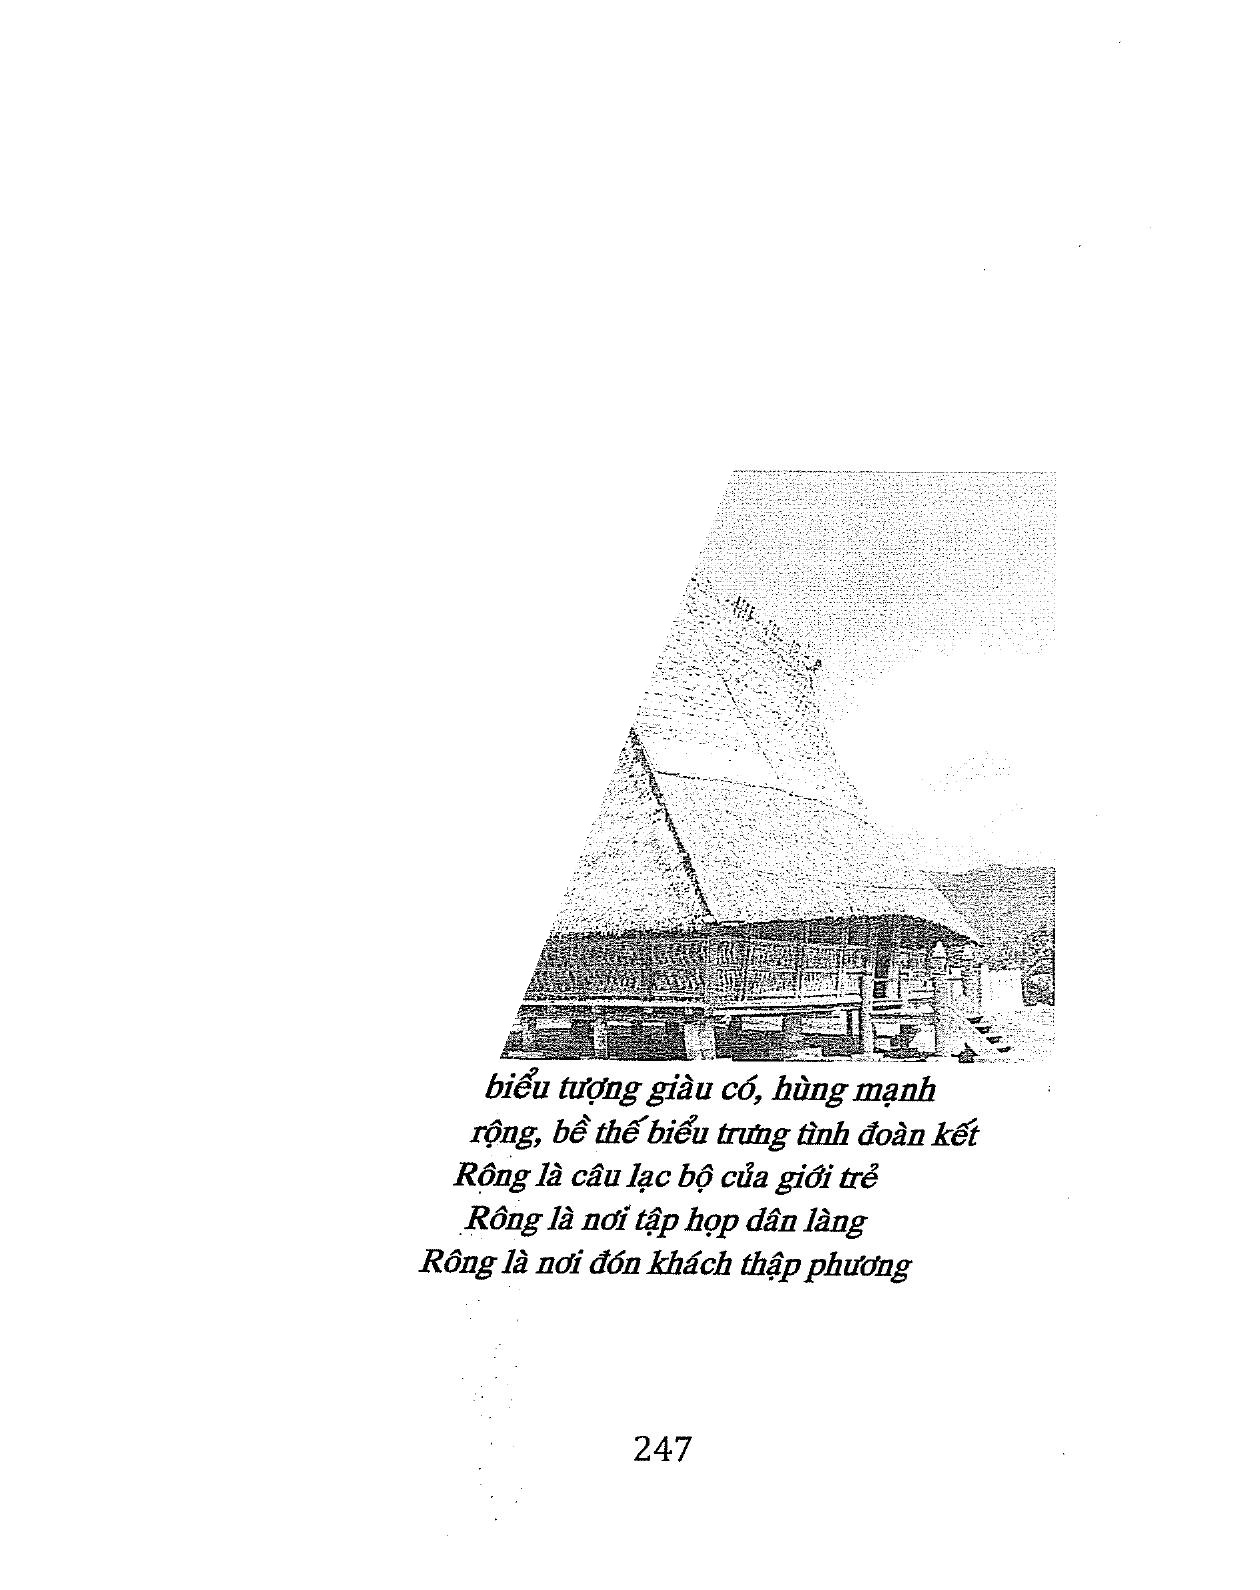 biểu tượng giàu có, hùng mạnh
rộng, bề thế biểu trưng tình đoàn kết
Rông là câu lạc bộ của giới trẻ
Rông là nơi tập họp dân làng
Rông là nơi đón khách thập phương
247